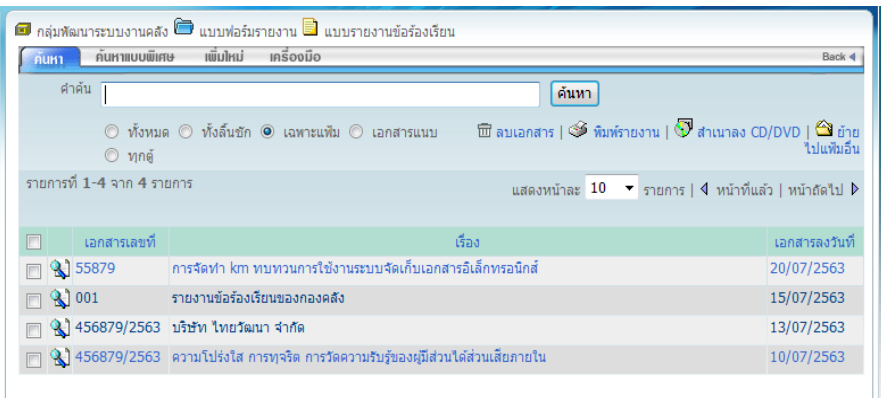 กลุ่มพัฒนาระบบงานคลัง แบบฟอร์มรายงาน แบบรายงานข้อร้องเรียน
ค้นหา ค้นหาแบบพิเศษ เพิ่มใหม่ เครื่องมือ Back
คำค้น ค้นหา
ทั้งหมด ทั้งลิ้นชัก เฉพาะแฟ้ม เอกสารแนบ ลบเอกสาร | พิมพ์รายงาน | สำเนาลง CD/DVD | ย้าย
ทุกตู้ ไปแฟ้มอื่น
รายการที่ 1-4 จาก 4 รายการ
แสดงหน้าละ 10 รายการ | หน้าที่แล้ว | หน้าถัดไป
เอกสารเลขที่ เรื่อง เอกสารลงวันที่
55879 การจัดทำ km ทบทวนการใช้งานระบบจัดเก็บเอกสารอิเล็กทรอนิกส์ 20/07/2563
001 รายงานข้อร้องเรียนของกองคลัง 15/07/2563
456879/2563 บริษัท ไทยวัฒนา จำกัด 13/07/2563
456879/2563 ความโปร่งใส การทุจริต การวัดความรับรู้ของผู้มีส่วนได้ส่วนเสียภายใน 10/07/2563